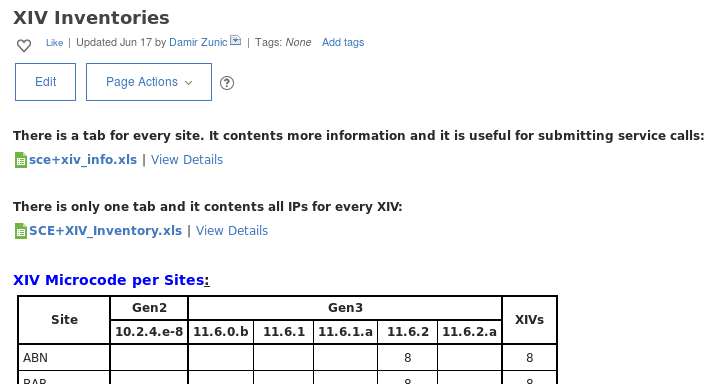 XIV Inventories
Like | Updated Jun 17 by Damir Zunic | Tags: None Add tags
Edit Page Actions ?
There is a tab for every site. It contents more information and it is useful for submitting service calls:
sce+xiv_info.xls | View Details
There is only one tab and it contents all IPs for every XIV:
SCE+XIV_Inventory.xls | View Details
XIV Microcode per Sites:
Site Gen2 Gen3 XIVs
10.2.4.e-8 11.6.0.b 11.6.1 11.6.1.a 11.6.2 11.6.2.a
ABN 8 8